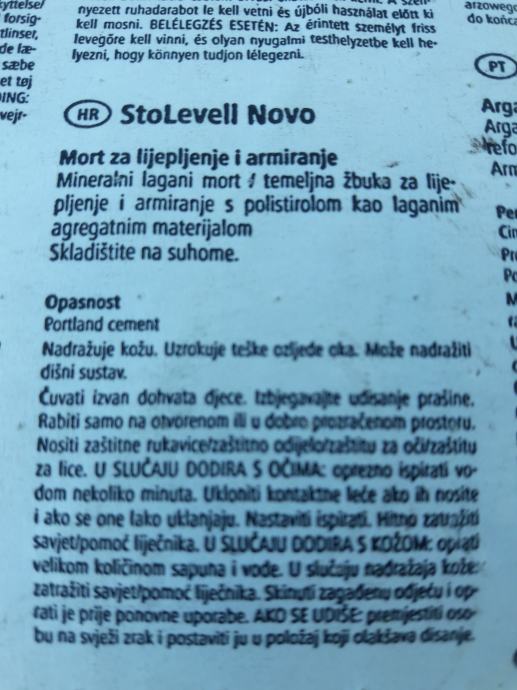 nyezett ruhadarabot le kell vetni és újbóli használat előtt ki
kell mosni. BELÉLEGZÉS ESETÉN: Az érintett személyt friss
levegőre kell vinni, és olyan nyugalmi testhelyzetbe kell he-
lyezni, hogy könnyen tudjon lélegezni.
HR StoLevell Novo
Mort za lijepljenje i armiranje
Mineralni lagani mort / temeljna žbuka za lije-
pljenje i armiranje s polistirolom kao laganim
agregatnim materijalom
Skladištite na suhome.
Opasnost
Portland cement
Nadražuje kožu. Uzrokuje teške ozljede oka. Može nadražiti
dišni sustav.
Čuvati izvan dohvata djece. Izbjegavajte udisanje prašine.
Rabiti samo na otvorenom ili u dobro prozračenom prostoru.
Nositi zaštitne rukavice/zaštitno odijelo/zaštitu za oči/zaštitu
za lice. U SLUČAJU DODIRA S OČIMA: oprezno ispirati vo-
dom nekoliko minuta. Ukloniti kontaktne leće ako ih nosite
i ako se one lako uklanjaju. Nastaviti ispirati. Hitno zatražiti
savjet/pomoć liječnika. U SLUČAJU DODIRA S KOŽOM: oprati
velikom količinom sapuna i vode. U slučaju nadražaja kože:
zatražiti savjet/pomoć liječnika. Skinuti zagađenu odjeću i op-
rati je prije ponovne uporabe. AKO SE UDIŠE: premjestiti oso-
bu na svježi zrak i postaviti ju u položaj koji olakšava disanje.
arzoweg
do końca
PT